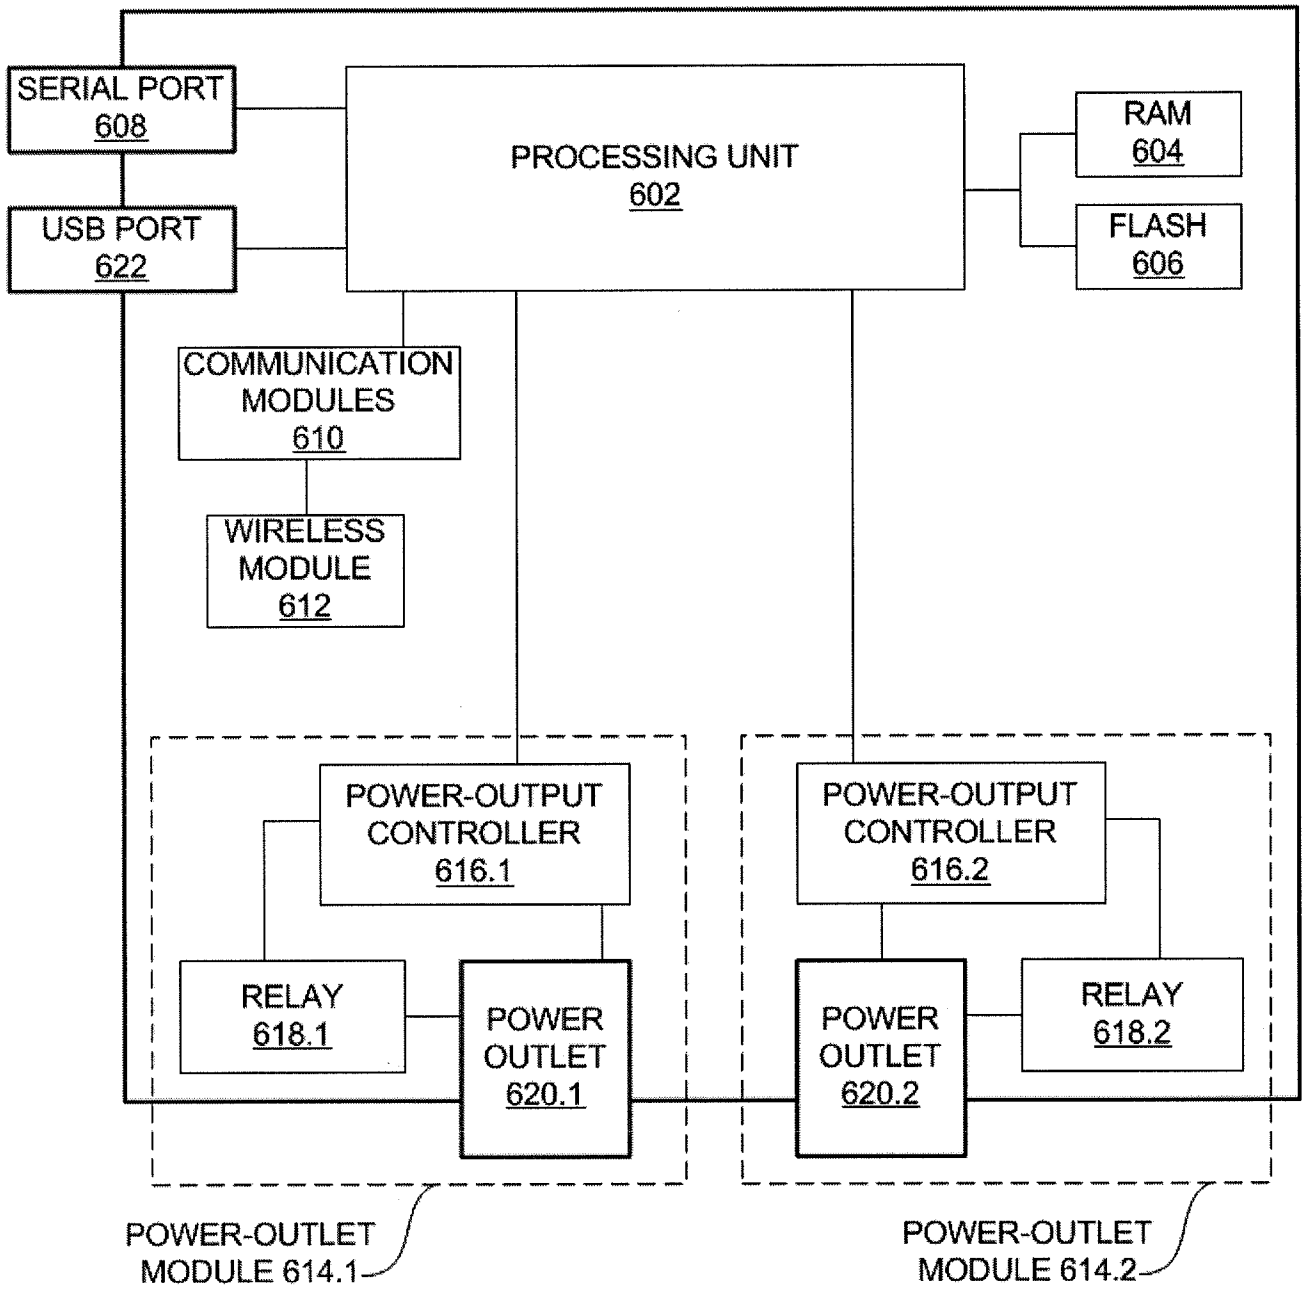 SERIAL PORT
608
USB PORT
622
PROCESSING UNIT
602
RAM
604
FLASH
606
COMMUNICATION
MODULES
610
WIRELESS
MODULE
612
POWER-OUTPUT
CONTROLLER
616.1
RELAY
618.1
POWER
OUTLET
620.1
POWER-OUTPUT
CONTROLLER
616.2
POWER
OUTLET
620.2
RELAY
618.2
POWER-OUTLET
MODULE 614.1
POWER-OUTLET
MODULE 614.2